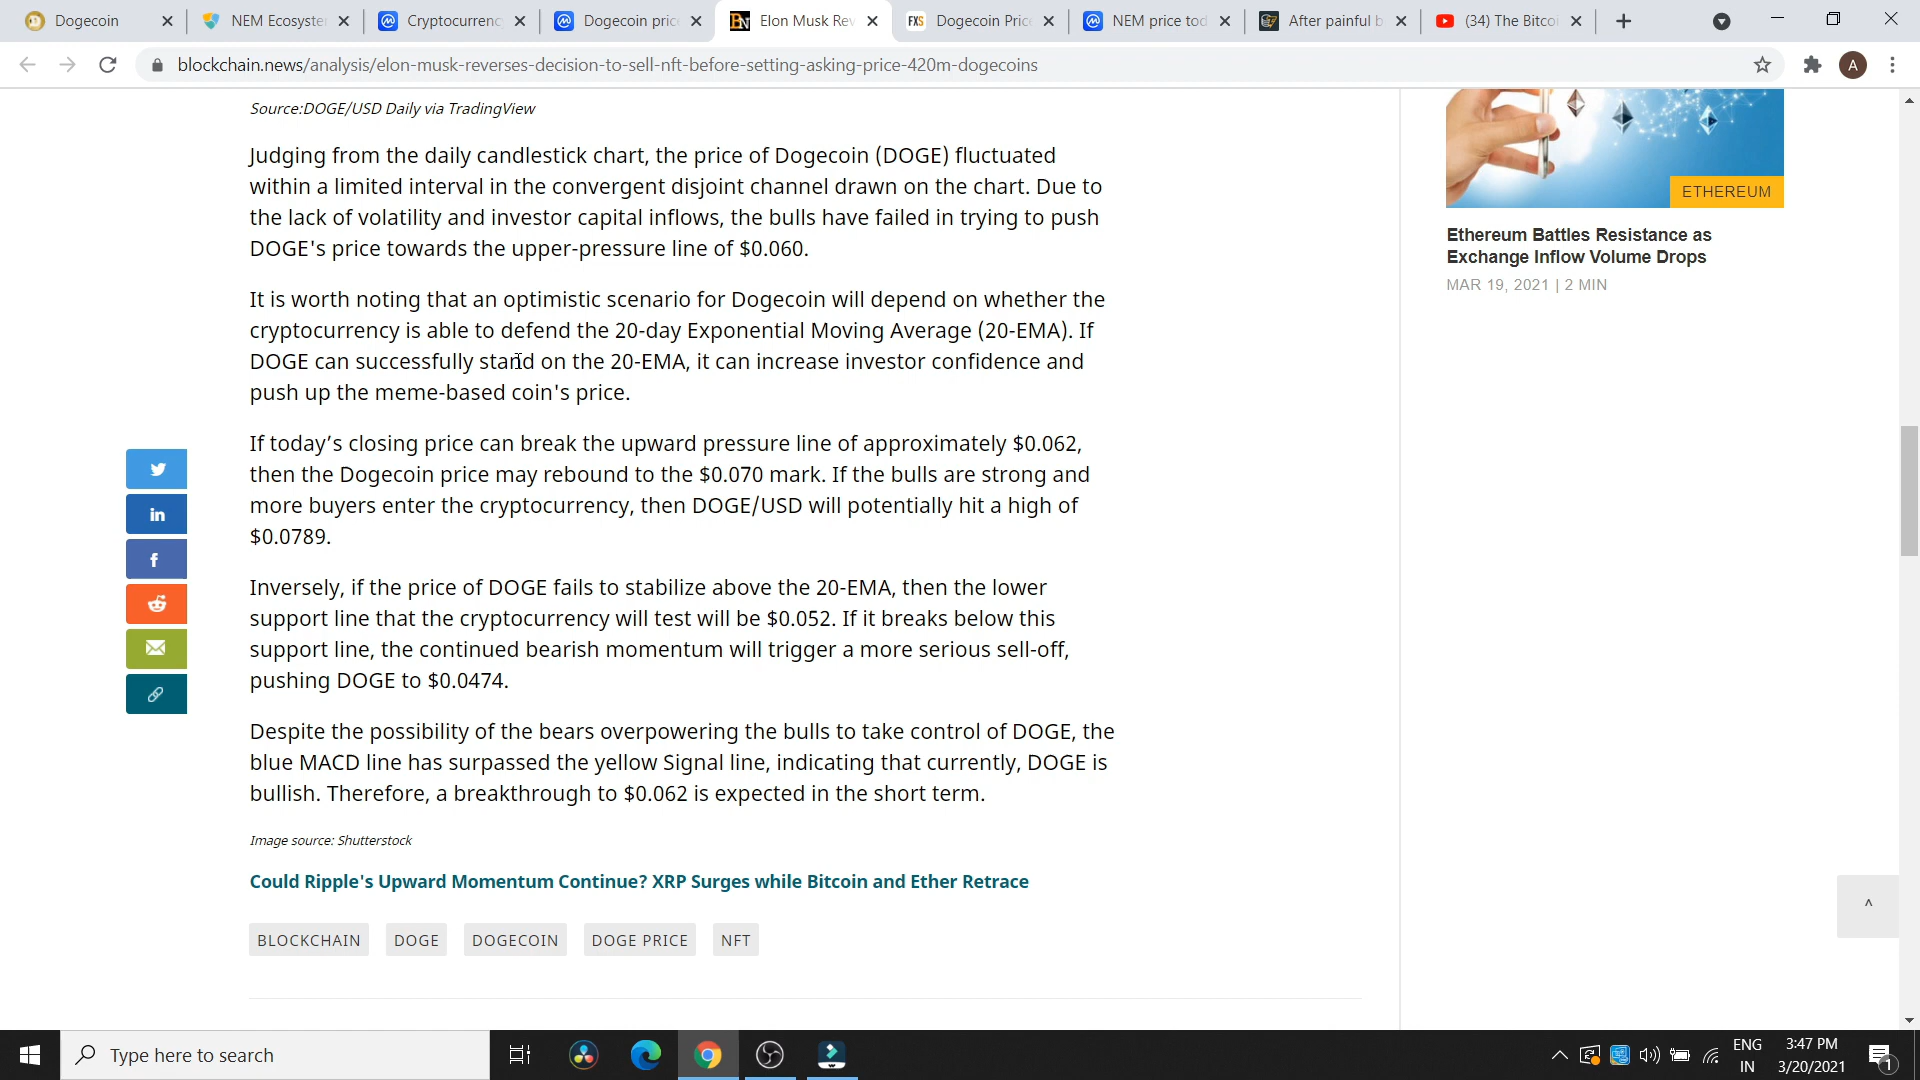 Dogecoin
NEM Ecosyste
Cryptocurrenc
Dogecoin pric
Elon Musk Rev
FXS
Dogecoin Pric
NEM price tod
After painful b
(34) The Bitco
blockchain.news/analysis/elon-musk-reverses-decision-to-sell-nft-before-setting-asking-price-420m-dogecoins
A
Source:DOGE/USD Daily via TradingView
Judging from the daily candlestick chart, the price of Dogecoin (DOGE) fluctuated
within a limited interval in the convergent disjoint channel drawn on the chart. Due to
the lack of volatility and investor capital inflows, the bulls have failed in trying to push
DOGE's price towards the upper-pressure line of $0.060.
It is worth noting that an optimistic scenario for Dogecoin will depend on whether the
cryptocurrency is able to defend the 20-day Exponential Moving Average (20-EMA). If
DOGE can successfully stand on the 20-EMA, it can increase investor confidence and
push up the meme-based coin's price.
If today’s closing price can break the upward pressure line of approximately $0.062,
then the Dogecoin price may rebound to the $0.070 mark. If the bulls are strong and
more buyers enter the cryptocurrency, then DOGE/USD will potentially hit a high of
$0.0789.
Inversely, if the price of DOGE fails to stabilize above the 20-EMA, then the lower
support line that the cryptocurrency will test will be $0.052. If it breaks below this
support line, the continued bearish momentum will trigger a more serious sell-off,
pushing DOGE to $0.0474.
Despite the possibility of the bears overpowering the bulls to take control of DOGE, the
blue MACD line has surpassed the yellow Signal line, indicating that currently, DOGE is
bullish. Therefore, a breakthrough to $0.062 is expected in the short term.
Image source: Shutterstock
Could Ripple's Upward Momentum Continue? XRP Surges while Bitcoin and Ether Retrace
BLOCKCHAIN
DOGE
DOGECOIN
DOGE PRICE
NFT
ETHEREUM
Ethereum Battles Resistance as
Exchange Inflow Volume Drops
MAR 19, 2021 | 2 MIN
Type here to search
ENG
IN
3:47 PM
3/20/2021
1